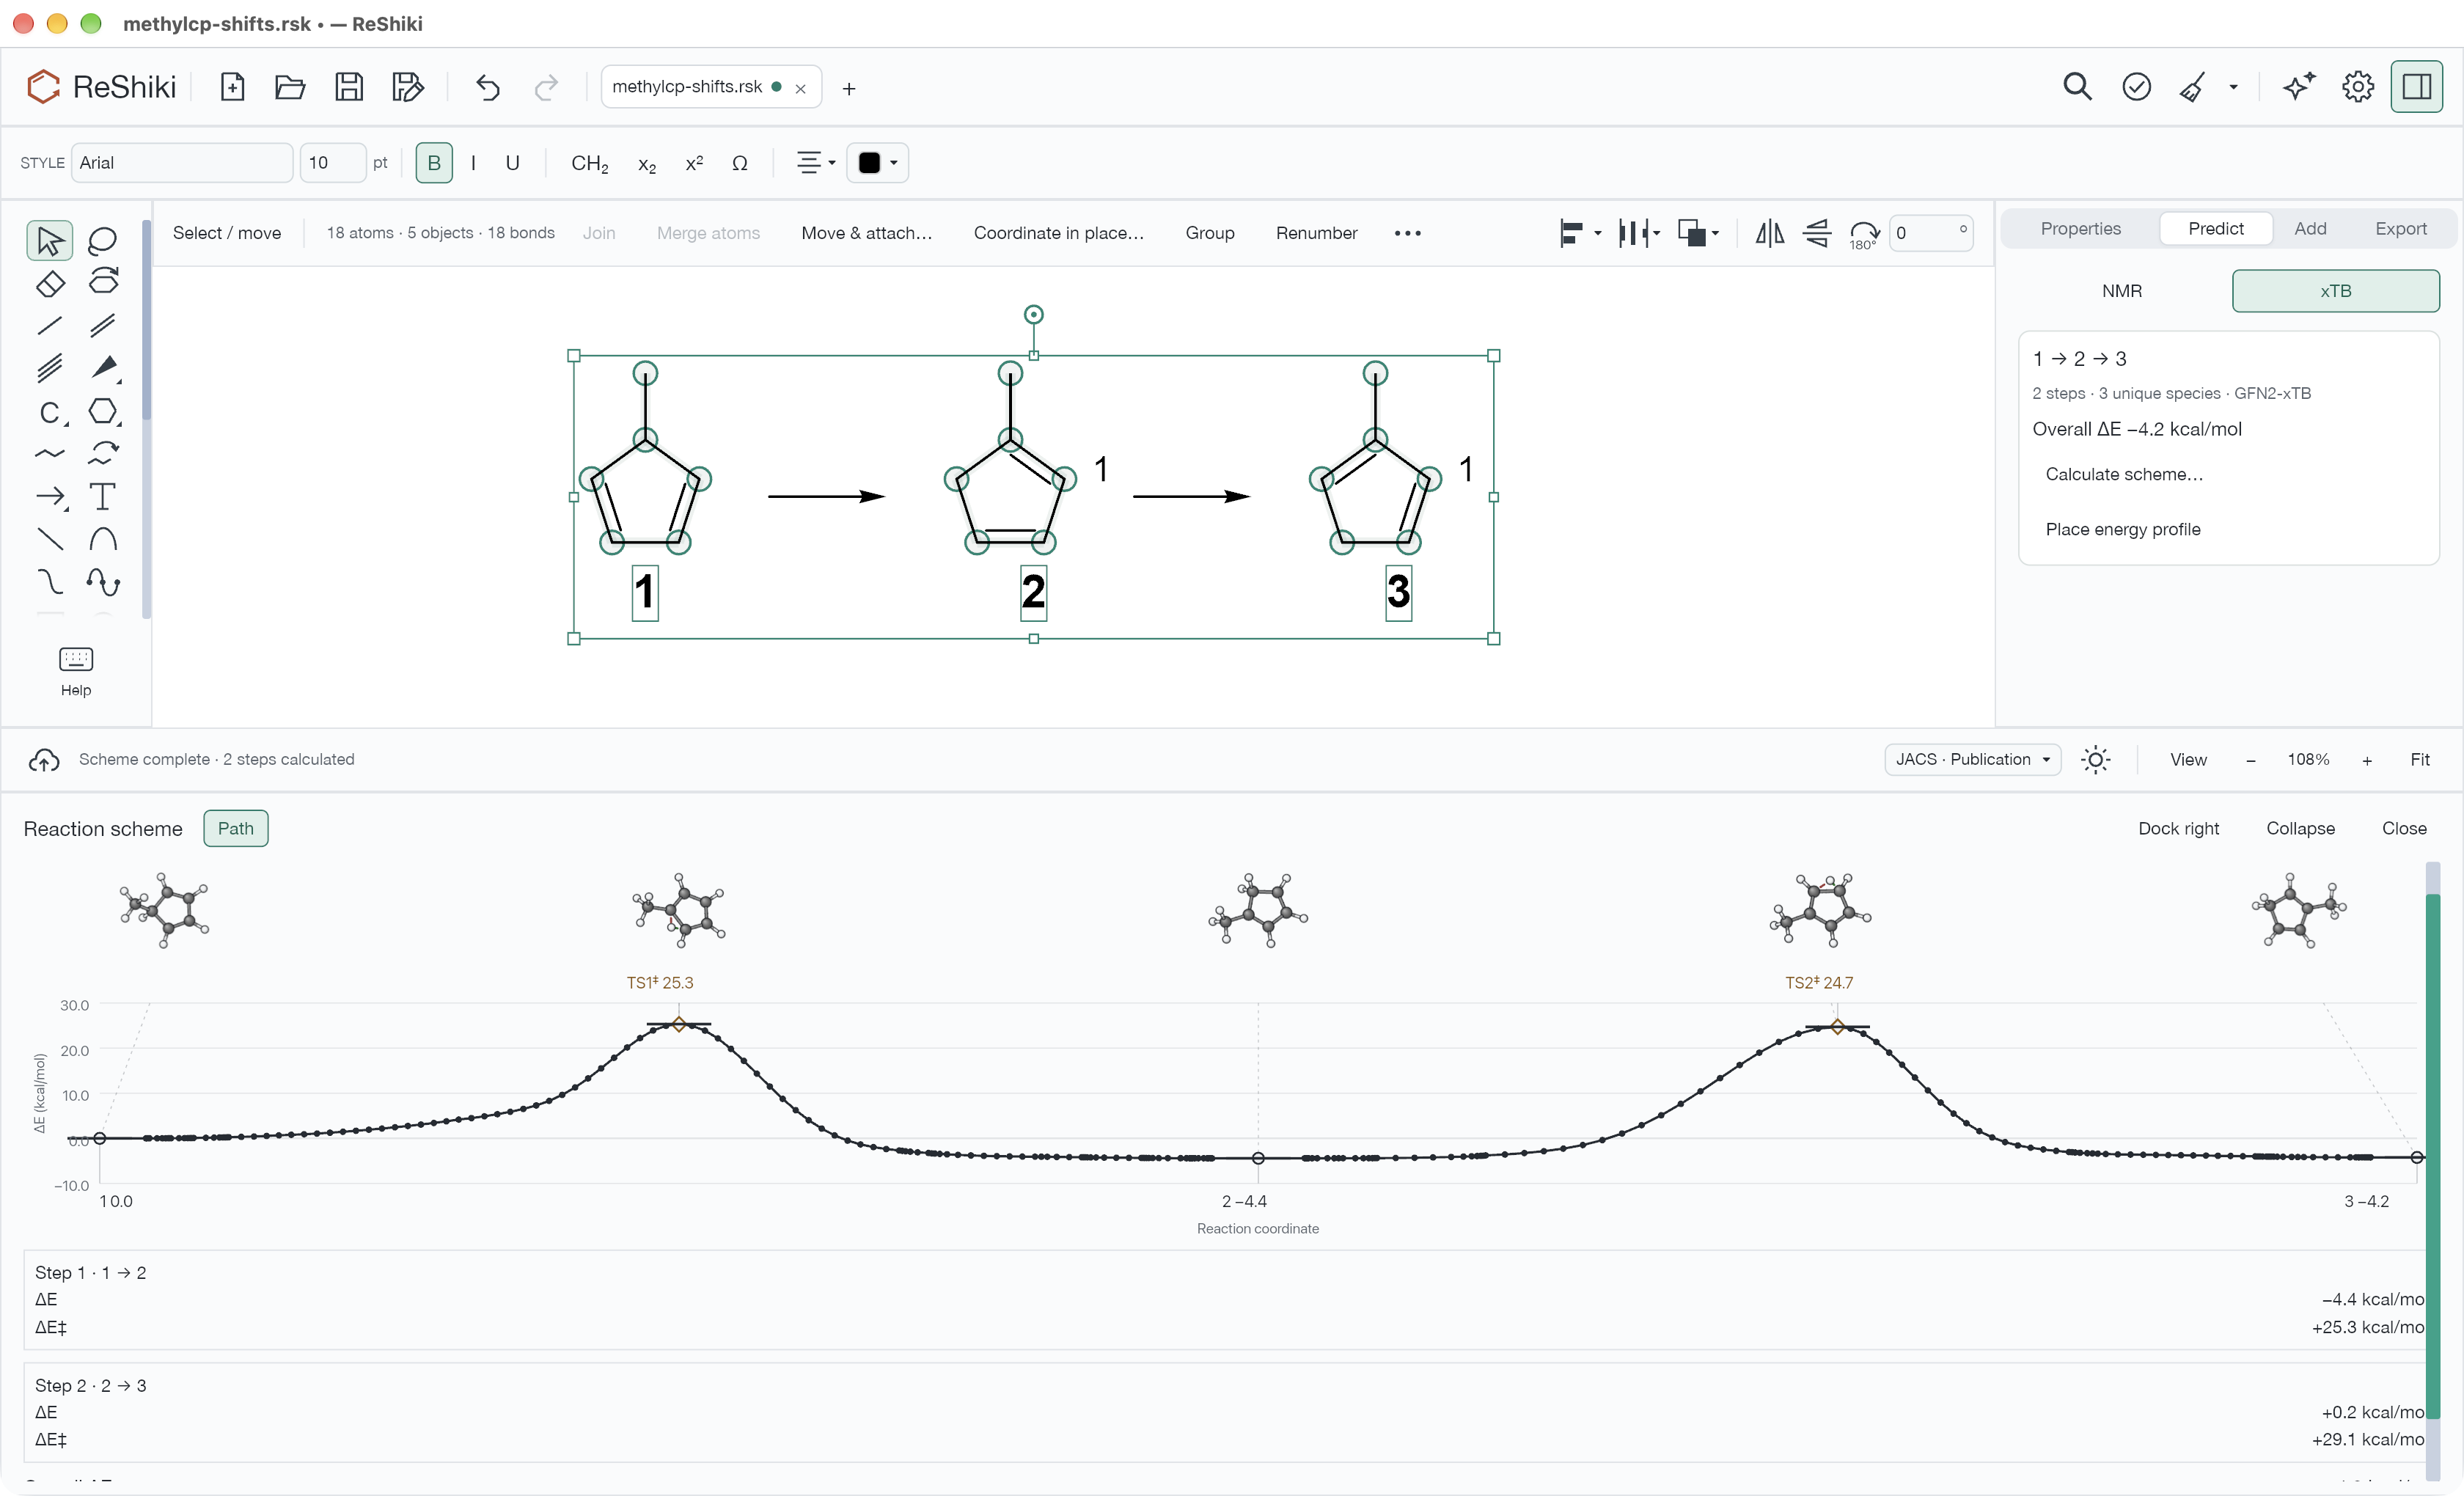 methylcp-shifts.rsk • — ReShiki
ReShiki
methylcp-shifts.rsk
STYLE Arial 10 pt B I U CH₂ x₂ x² Ω
Select / move 18 atoms · 5 objects · 18 bonds Join Merge atoms Move & attach... Coordinate in place... Group Renumber 180° 0 °
Properties Predict Add Export
NMR xTB
1 → 2 → 3
2 steps · 3 unique species · GFN2-xTB
Overall ΔE −4.2 kcal/mol
Calculate scheme...
Place energy profile
C
T
Help
1 1
1 2 3
Scheme complete · 2 steps calculated JACS · Publication View − 108% + Fit
Reaction scheme Path Dock right Collapse Close
TS1‡ 25.3 TS2‡ 24.7
ΔE (kcal/mol)
30.0
20.0
10.0
0.0
−10.0
1 0.0 2 −4.4 3 −4.2
Reaction coordinate
Step 1 · 1 → 2
ΔE −4.4 kcal/mo
ΔE‡ +25.3 kcal/mo
Step 2 · 2 → 3
ΔE +0.2 kcal/mo
ΔE‡ +29.1 kcal/mo